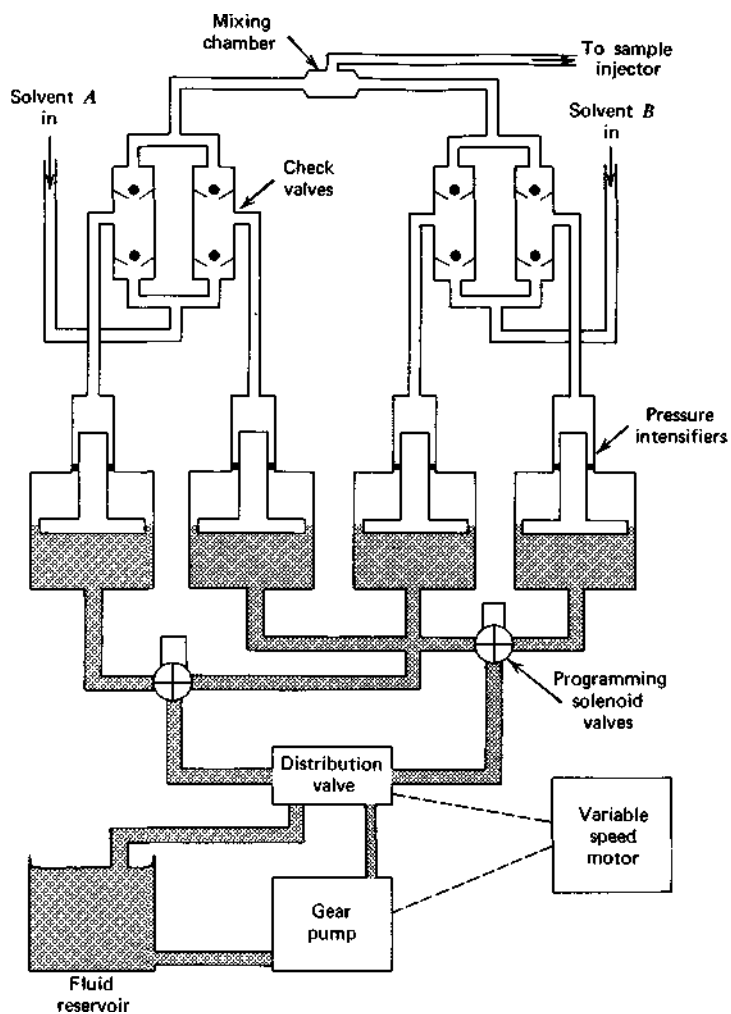 Mixing
chamber
To sample
injector
Solvent A
in
Solvent B
in
Check
valves
Pressure
intensifiers
Programming
solenoid
valves
Distribution
valve
Variable
speed
motor
Gear
pump
Fluid
reservoir